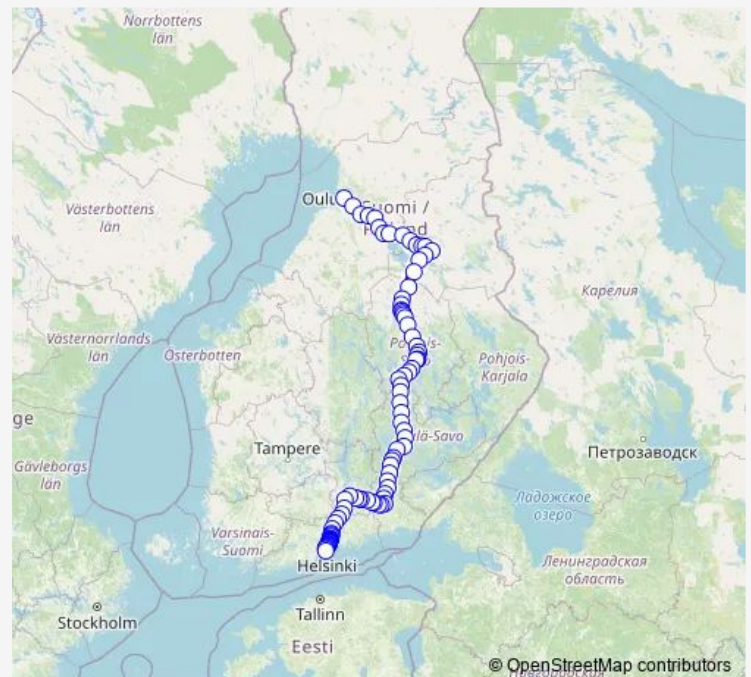 Norrbottens
län
Oulu
Suomi /
Västerbottens
län
Карелия
Västernorrlands
län
Österbotten
Pohjois-
Karjala
Tampere
Петрозаводск
Gävleborgs
län
Ладожское
озеро
Varsinais-
Suomi
Helsinki
Ленинградская
область
Stockholm
Tallinn
Eesti
© OpenStreetMap contributors